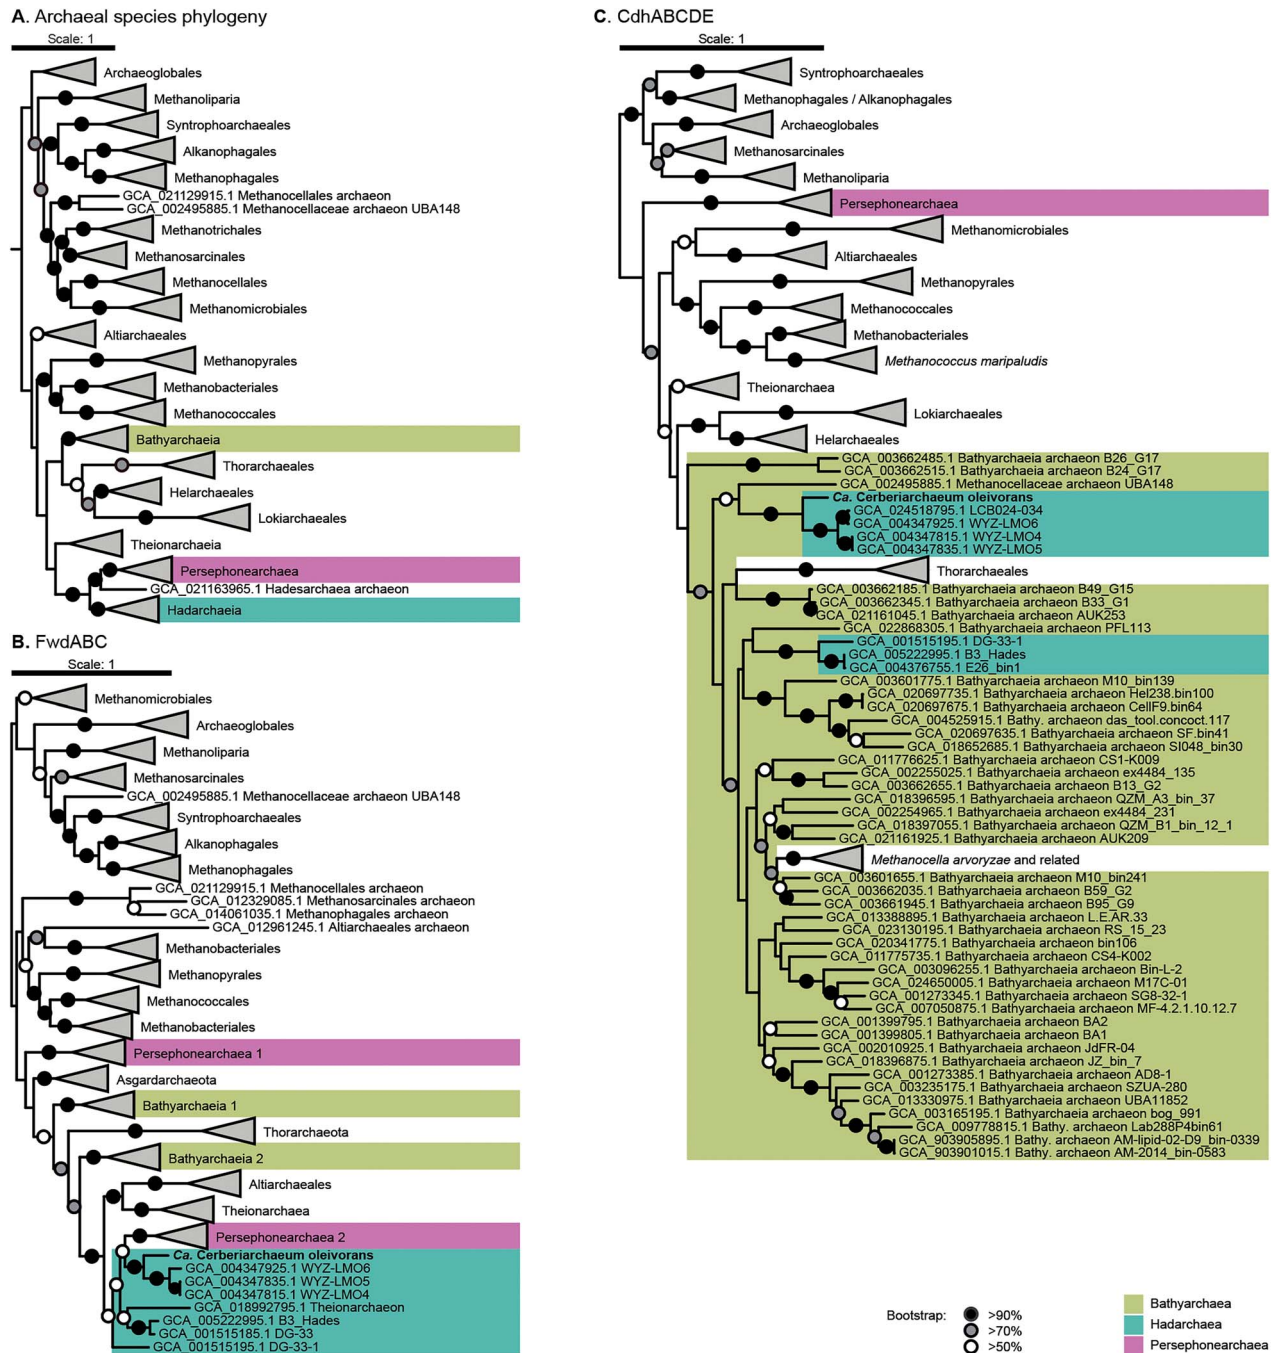 A. Archaeal species phylogeny
Scale: 1
Archaeoglobales
Methanoliparia
Syntrophoarchaeales
Alkanophagales
Methanophagales
GCA_021129915.1 Methanocellales archaeon
GCA_002495885.1 Methanocellaceae archaeon UBA148
Methanotrichales
Methanosarcinales
Methanocellales
Methanomicrobiales
Altiarchaeales
Methanopyrales
Methanobacteriales
Methanococcales
Bathyarchaeia
Thorarchaeales
Helarchaeales
Lokiarchaeales
Theionarchaeia
Persephonearchaea
GCA_021163965.1 Hadesarchaea archaeon
Hadarchaeia
B. FwdABC
Scale: 1
Methanomicrobiales
Archaeoglobales
Methanoliparia
Methanosarcinales
GCA_002495885.1 Methanocellaceae archaeon UBA148
Syntrophoarchaeales
Alkanophagales
Methanophagales
GCA_021129915.1 Methanocellales archaeon
GCA_012329085.1 Methanosarcinales archaeon
GCA_014061035.1 Methanophagales archaeon
GCA_012961245.1 Altiarchaeales archaeon
Methanobacteriales
Methanopyrales
Methanococcales
Methanobacteriales
Persephonearchaea 1
Asgardarchaeota
Bathyarchaeia 1
Thorarchaeota
Bathyarchaeia 2
Altiarchaeales
Theionarchaea
Persephonearchaea 2
Ca. Cerberiarchaeum oleivorans
GCA_004347925.1 WYZ-LMO6
GCA_004347835.1 WYZ-LMO5
GCA_004347815.1 WYZ-LMO4
GCA_018992795.1 Theionarchaeon
GCA_005222995.1 B3_Hades
GCA_001515185.1 DG-33
GCA_001515195.1 DG-33-1
C. CdhABCDE
Scale: 1
Syntrophoarchaeales
Methanophagales / Alkanophagales
Archaeoglobales
Methanosarcinales
Methanoliparia
Persephonearchaea
Methanomicrobiales
Altiarchaeales
Methanopyrales
Methanococcales
Methanobacteriales
Methanococcus maripaludis
Theionarchaea
Lokiarchaeales
Helarchaeales
GCA_003662485.1 Bathyarchaeia archaeon B26_G17
GCA_003662515.1 Bathyarchaeia archaeon B24_G17
GCA_002495885.1 Methanocellaceae archaeon UBA148
Ca. Cerberiarchaeum oleivorans
GCA_024518795.1 LCB024-034
GCA_004347925.1 WYZ-LMO6
GCA_004347815.1 WYZ-LMO4
GCA_004347835.1 WYZ-LMO5
Thorarchaeales
GCA_003662185.1 Bathyarchaeia archaeon B49_G15
GCA_003662345.1 Bathyarchaeia archaeon B33_G1
GCA_021161045.1 Bathyarchaeia archaeon AUK253
GCA_022868305.1 Bathyarchaeia archaeon PFL113
GCA_001515195.1 DG-33-1
GCA_005222995.1 B3_Hades
GCA_004376755.1 E26_bin1
GCA_003601775.1 Bathyarchaeia archaeon M10_bin139
GCA_020697735.1 Bathyarchaeia archaeon Hel238.bin100
GCA_020697675.1 Bathyarchaeia archaeon CellF9.bin64
GCA_004525915.1 Bathy. archaeon das_tool.concoct.117
GCA_020697635.1 Bathyarchaeia archaeon SF.bin41
GCA_018652685.1 Bathyarchaeia archaeon SI048_bin30
GCA_011776625.1 Bathyarchaeia archaeon CS1-K009
GCA_002255025.1 Bathyarchaeia archaeon ex4484_135
GCA_003662655.1 Bathyarchaeia archaeon B13_G2
GCA_018396595.1 Bathyarchaeia archaeon QZM_A3_bin_37
GCA_002254965.1 Bathyarchaeia archaeon ex4484_231
GCA_018397055.1 Bathyarchaeia archaeon QZM_B1_bin_12_1
GCA_021161925.1 Bathyarchaeia archaeon AUK209
Methanocella arvoryzae and related
GCA_003601655.1 Bathyarchaeia archaeon M10_bin241
GCA_003662035.1 Bathyarchaeia archaeon B59_G2
GCA_003661945.1 Bathyarchaeia archaeon B95_G9
GCA_013388895.1 Bathyarchaeia archaeon L.E.AR.33
GCA_023130195.1 Bathyarchaeia archaeon RS_15_23
GCA_020341775.1 Bathyarchaeia archaeon bin106
GCA_011775735.1 Bathyarchaeia archaeon CS4-K002
GCA_003096255.1 Bathyarchaeia archaeon Bin-L-2
GCA_024650005.1 Bathyarchaeia archaeon M17C-01
GCA_001273345.1 Bathyarchaeia archaeon SG8-32-1
GCA_007050875.1 Bathyarchaeia archaeon MF-4.2.1.10.12.7
GCA_001399795.1 Bathyarchaeia archaeon BA2
GCA_001399805.1 Bathyarchaeia archaeon BA1
GCA_002010925.1 Bathyarchaeia archaeon JdFR-04
GCA_018396875.1 Bathyarchaeia archaeon JZ_bin_7
GCA_001273385.1 Bathyarchaeia archaeon AD8-1
GCA_003235175.1 Bathyarchaeia archaeon SZUA-280
GCA_013330975.1 Bathyarchaeia archaeon UBA11852
GCA_003165195.1 Bathyarchaeia archaeon bog_991
GCA_009778815.1 Bathy. archaeon Lab288P4bin61
GCA_903905895.1 Bathy. archaeon AM-lipid-02-D9_bin-0339
GCA_903901015.1 Bathy. archaeon AM-2014_bin-0583
Bootstrap:
>90%
>70%
>50%
Bathyarchaea
Hadarchaea
Persephonearchaea